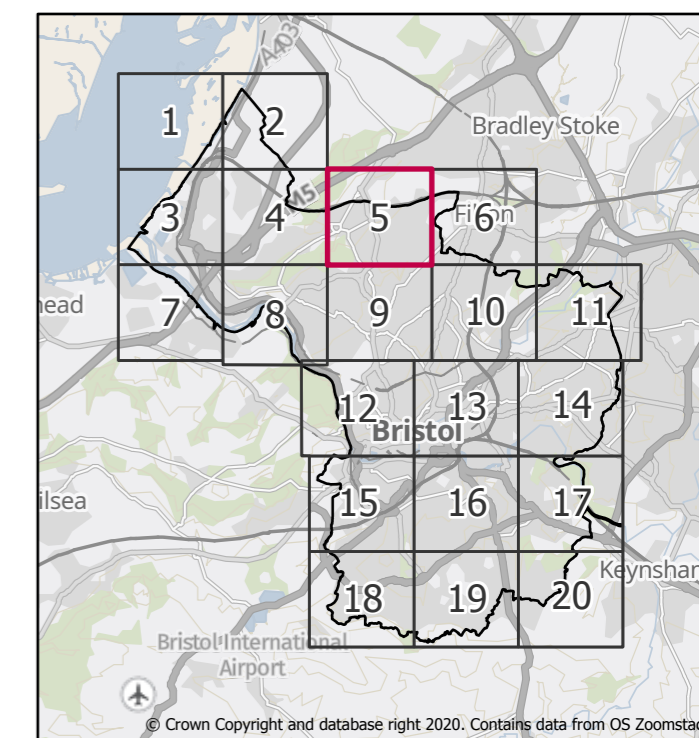 A403
1
2
Bradley Stoke
M5
3
4
5
6
Filton
head
7
8
9
10
11
12
13
14
Bristol
ilsea
15
16
17
Keynshar
18
19
20
Bristol International
Airport
© Crown Copyright and database right 2020. Contains data from OS Zoomstac